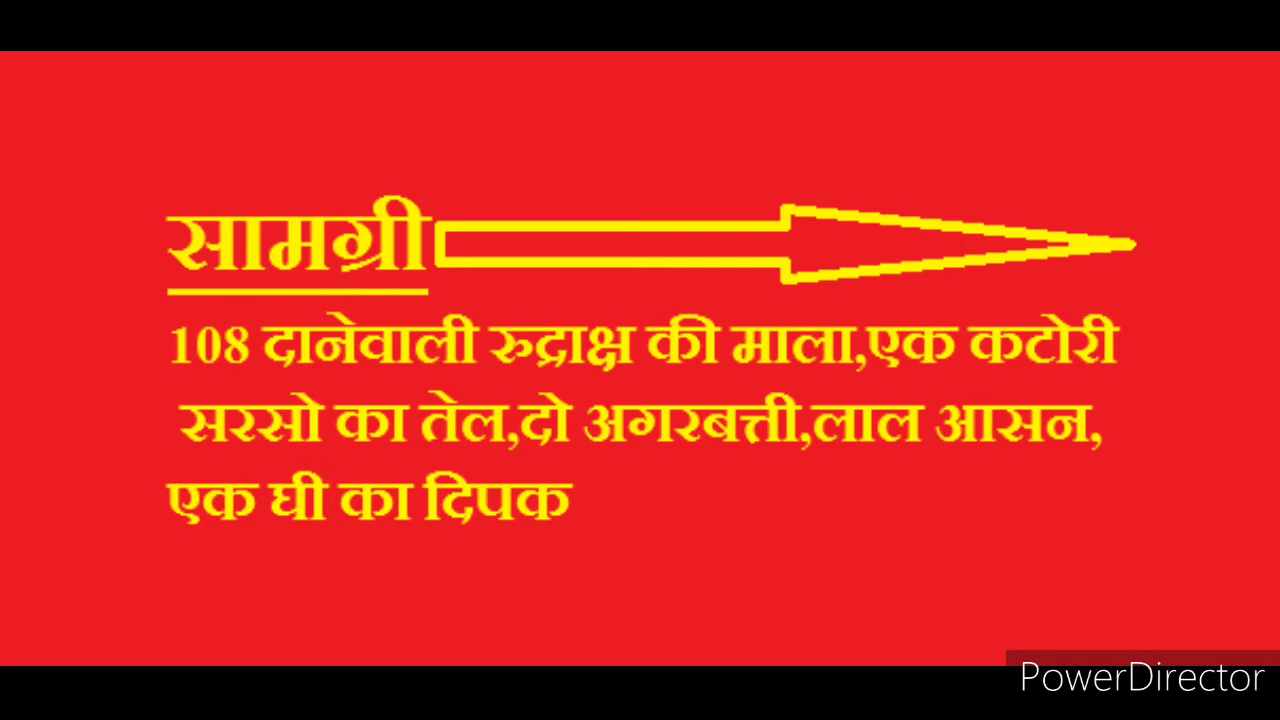 सामग्री
108 दानेवाली रुद्राक्ष की माला,एक कटोरी
सरसो का तेल,दो अगरबत्ती,लाल आसन,
एक घी का दिपक
PowerDirector